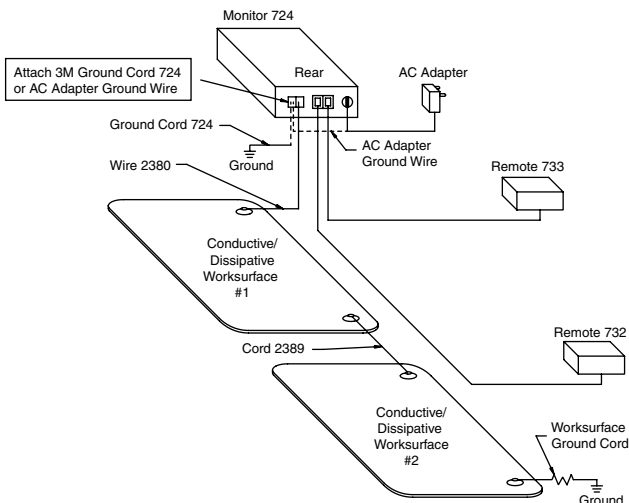 Monitor 724
Attach 3M Ground Cord 724
or AC Adapter Ground Wire
Rear
AC Adapter
Ground Cord 724
Ground
AC Adapter
Ground Wire
Wire 2380
Remote 733
Conductive/
Dissipative
Worksurface
#1
Cord 2389
Remote 732
Conductive/
Dissipative
Worksurface
#2
Worksurface
Ground Cord
Ground